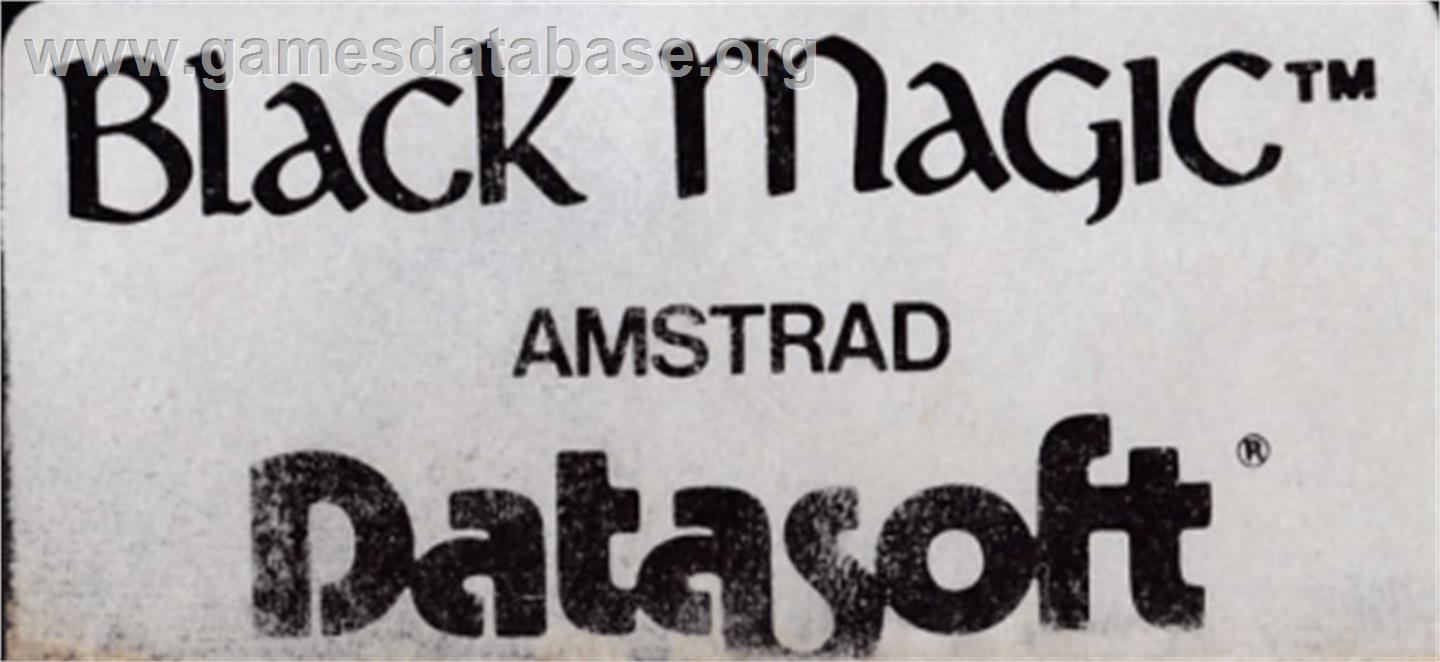 www.gamesdatabase.org
Black Magic™
AMSTRAD
Datasoft®